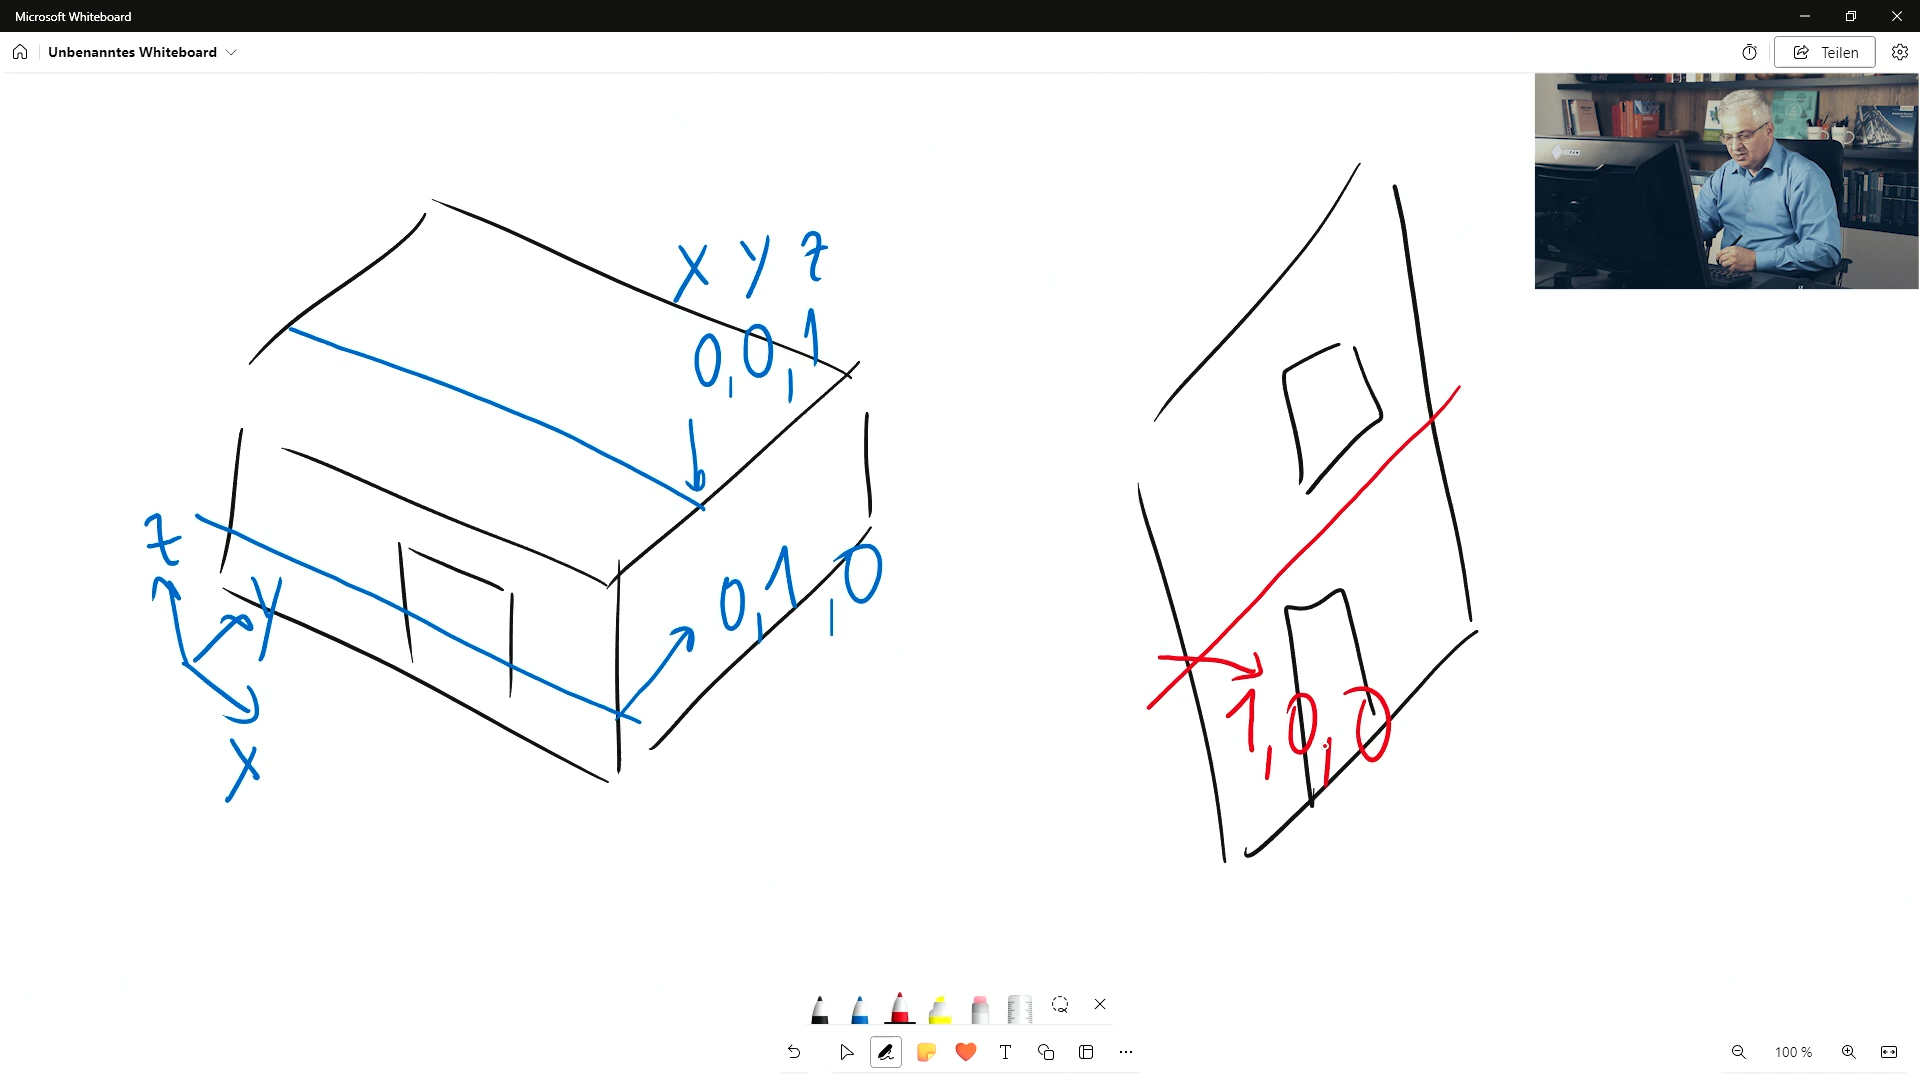 Microsoft Whiteboard
Unbenanntes Whiteboard
Teilen
X Y Z
0,0,1
Z
Y
X
0,1,0
1,0,0
100 %